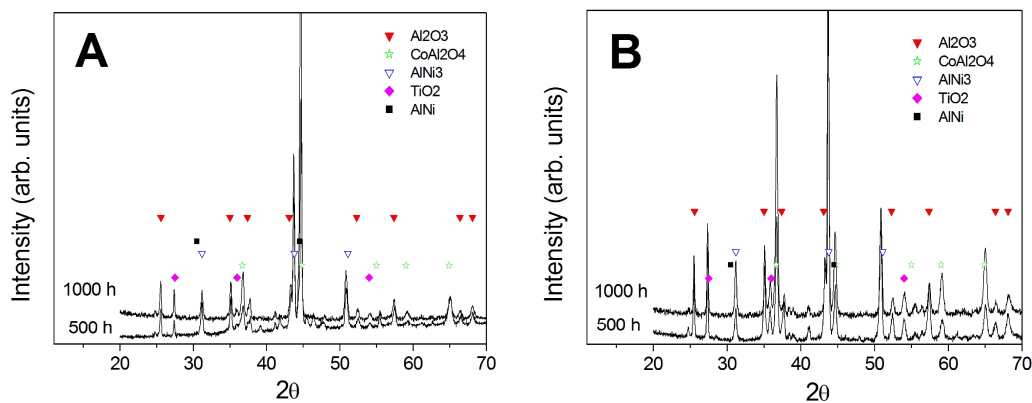 A
Al2O3
CoAl2O4
AlNi3
TiO2
AlNi
1000 h
500 h
Intensity (arb. units)
20 30 40 50 60 70
2θ
B
Al2O3
CoAl2O4
AlNi3
TiO2
AlNi
1000 h
500 h
Intensity (arb. units)
20 30 40 50 60 70
2θ